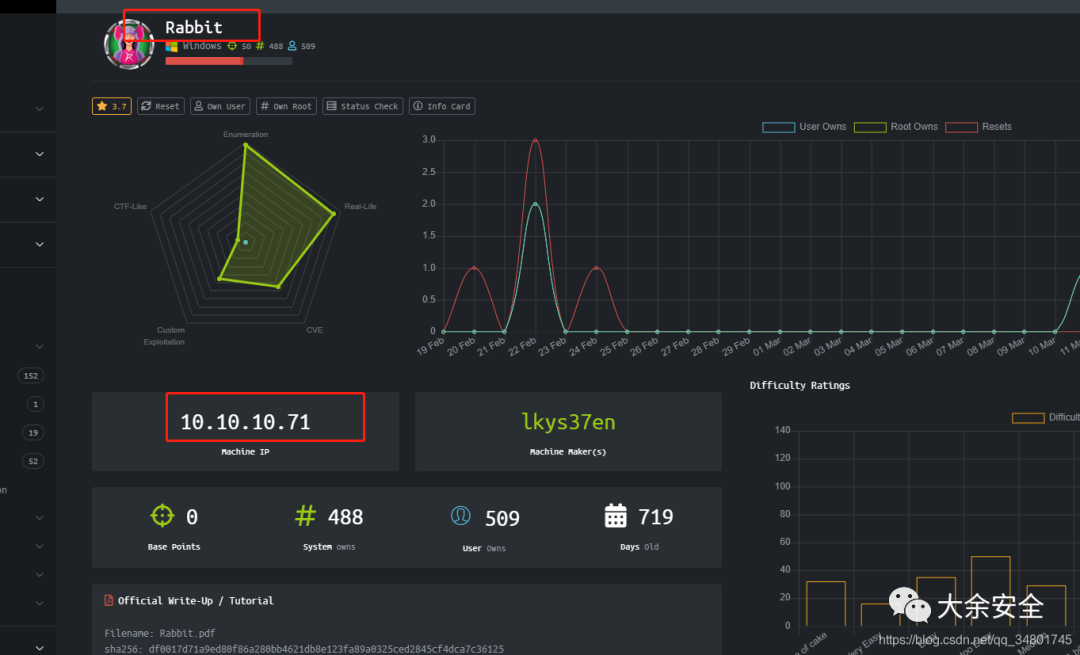 Rabbit
Windows 50 # 488 509
3.7 Reset Own User # Own Root Status Check Info Card
Enumeration
CTF-Like
Real-Life
Custom
Exploitation
CVE
User Owns Root Owns Resets
3.0
2.5
2.0
1.5
1.0
0.5
0
19 Feb 20 Feb 21 Feb 22 Feb 23 Feb 24 Feb 25 Feb 26 Feb 27 Feb 28 Feb 29 Feb 01 Mar 02 Mar 03 Mar 04 Mar 05 Mar 06 Mar 07 Mar 08 Mar 09 Mar 10 Mar 11 M
152
1
19
52
on
10.10.10.71
Machine IP
lkys37en
Machine Maker(s)
0
Base Points
# 488
System owns
509
User Owns
719
Days Old
Official Write-Up / Tutorial
Filename: Rabbit.pdf
sha256: df0017d71a9ed80f86a280bb4621db8e123fa89a0325ced2845cf4dca7c36125
Difficulty Ratings
Difficult
140
120
100
80
60
40
20
0
of cake
ery Easy
大余安全
https://blog.csdn.net/qq_34801745